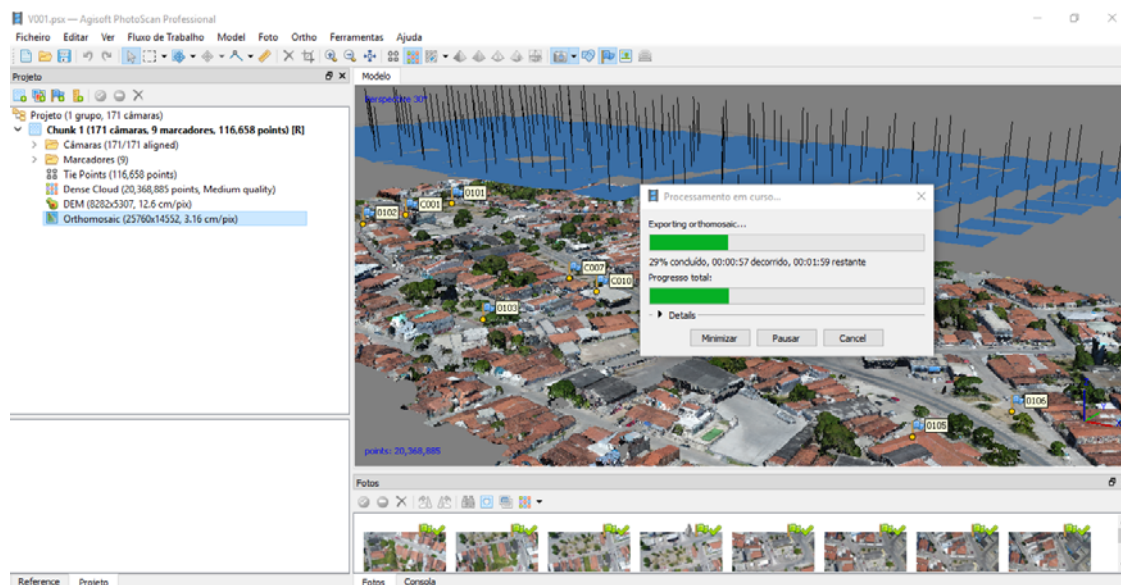 V001.psx — Agisoft PhotoScan Professional
Ficheiro Editar Ver Fluxo de Trabalho Model Foto Ortho Ferramentas Ajuda
Projeto
Modelo
Projeto (1 grupo, 171 câmaras)
Chunk 1 (171 câmaras, 9 marcadores, 116,658 points) [R]
Câmaras (171/171 aligned)
Marcadores (9)
Tie Points (116,658 points)
Dense Cloud (20,368,885 points, Medium quality)
DEM (8282x5307, 12.6 cm/pix)
Orthomosaic (25760x14552, 3.16 cm/pix)
Perspetive 30°
0101
C001
0102
C007
C010
0103
0106
0105
Processamento em curso...
Exporting orthomosaic...
29% concluído, 00:00:57 decorrido, 00:01:59 restante
Progresso total:
Details
Minimizar Pausar Cancel
points: 20,368,885
Fotos
Reference Projeto
Fotos Consola